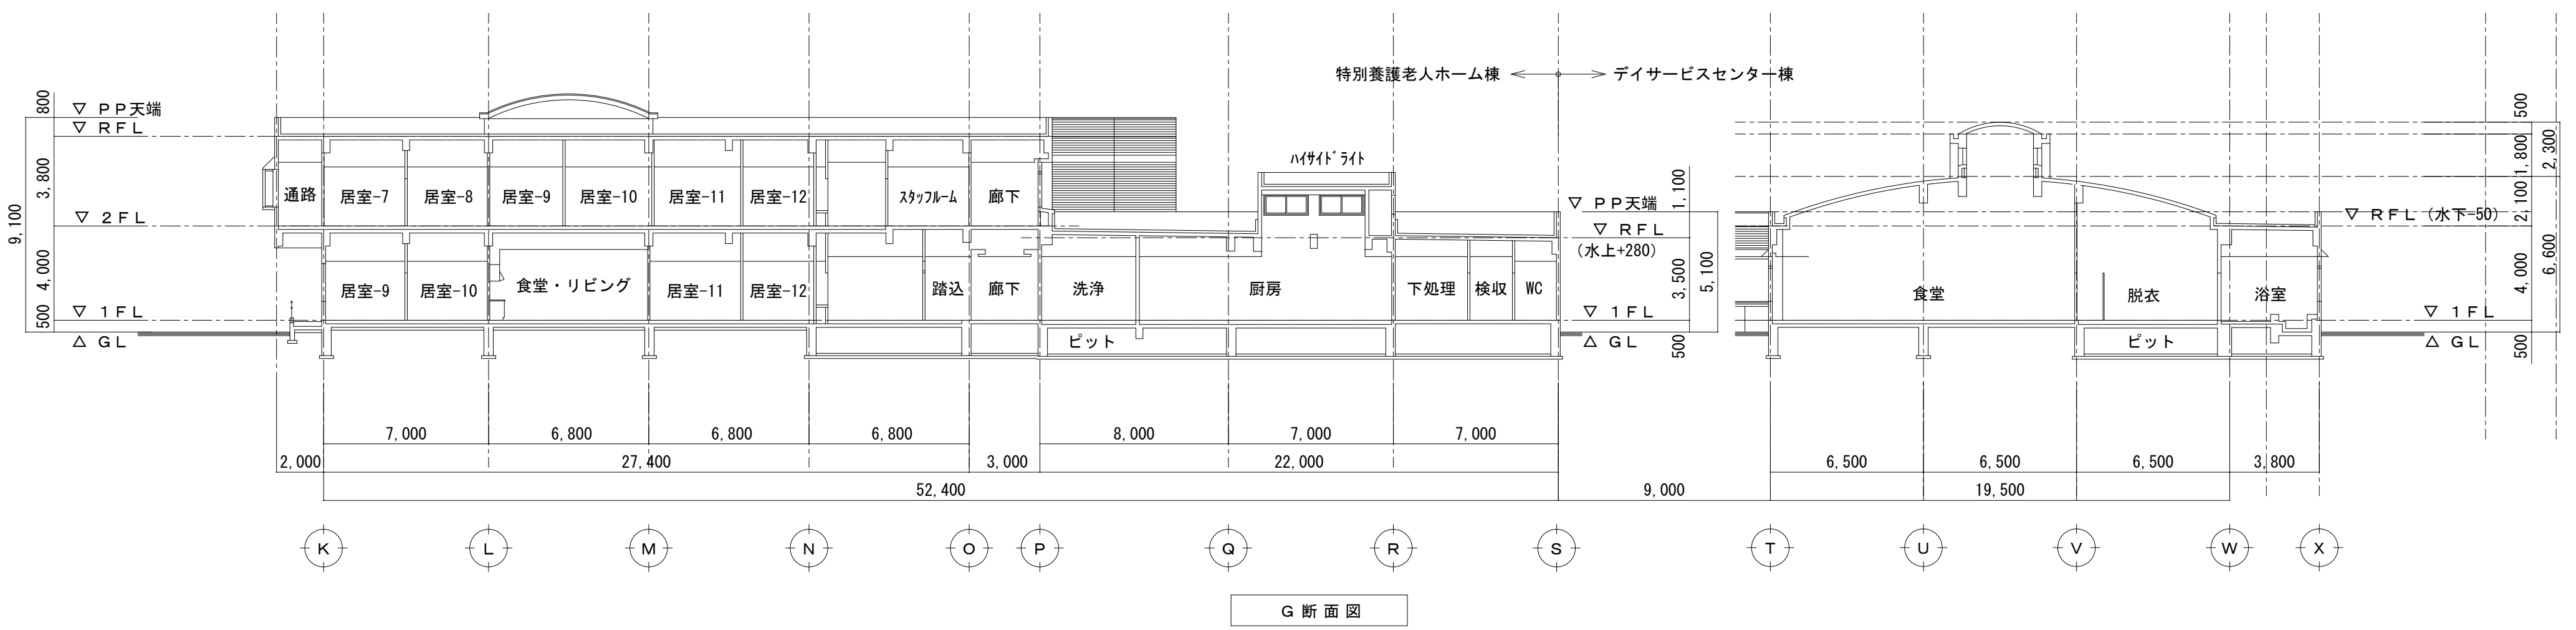 特別養護老人ホーム棟 デイサービスセンター棟
800
▽ PP天端
▽ RFL
3,800
9,100
▽ 2FL
4,000
▽ 1FL
500
△ GL
通路 居室-7 居室-8 居室-9 居室-10 居室-11 居室-12 スタッフルーム 廊下
居室-9 居室-10 食堂・リビング 居室-11 居室-12 踏込 廊下 洗浄 厨房 下処理 検収 WC
ハイサイドライト
ピット
▽ PP天端
1,100
▽ RFL
(水上+280)
3,500
5,100
▽ 1FL
△ GL
500
食堂 脱衣 浴室
ピット
500
1,800
2,300
▽ RFL (水下-50)
2,100
4,000
6,600
▽ 1FL
△ GL
500
7,000 6,800 6,800 6,800 8,000 7,000 7,000
2,000 27,400 3,000 22,000 6,500 6,500 6,500 3,800
52,400 9,000 19,500
K L M N O P Q R S T U V W X
G断面図